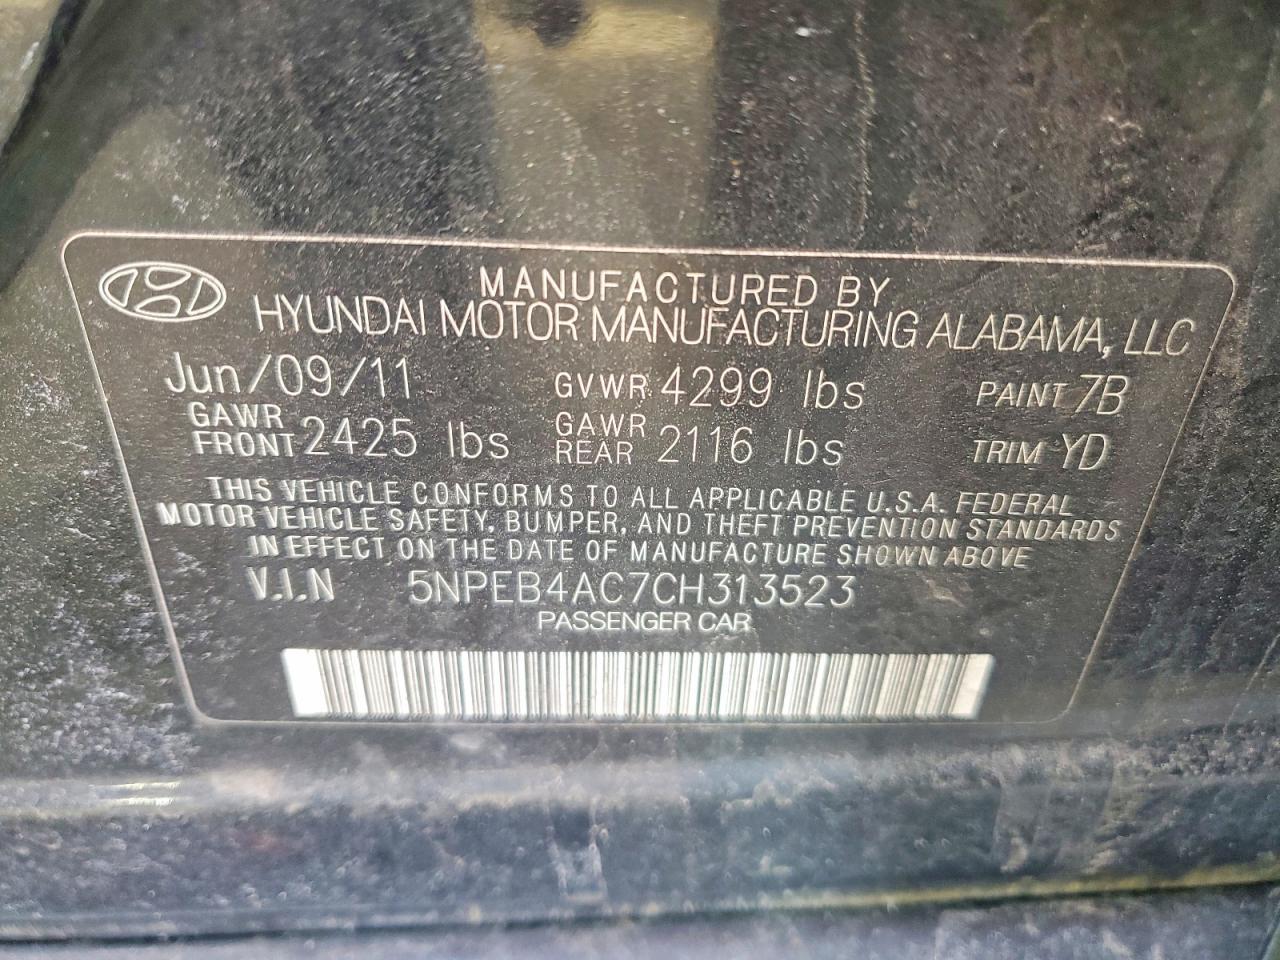 MANUFACTURED BY
HYUNDAI MOTOR MANUFACTURING ALABAMA, LLC
Jun/09/11 GVWR 4299 lbs PAINT 7B
GAWR FRONT 2425 lbs GAWR REAR 2116 lbs TRIM YD
THIS VEHICLE CONFORMS TO ALL APPLICABLE U.S.A. FEDERAL
MOTOR VEHICLE SAFETY, BUMPER, AND THEFT PREVENTION STANDARDS
IN EFFECT ON THE DATE OF MANUFACTURE SHOWN ABOVE
V.I.N 5NPEB4AC7CH313523
PASSENGER CAR